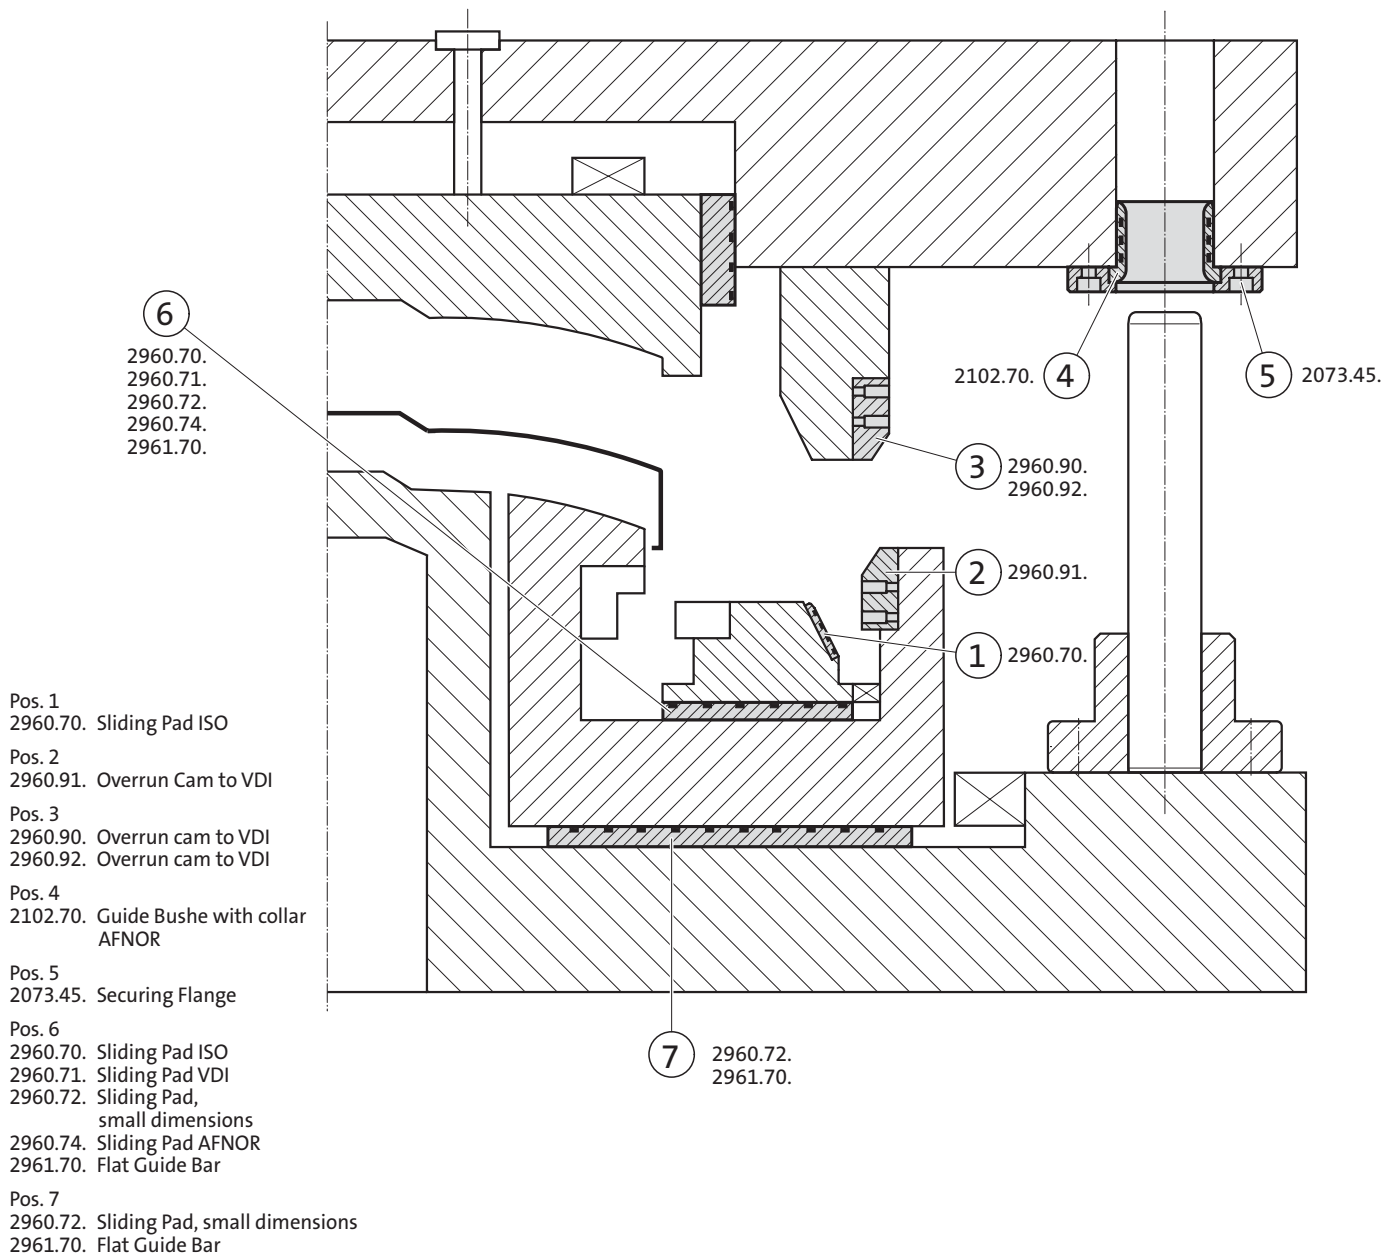 6
2960.70.
2960.71.
2960.72.
2960.74.
2961.70.
2102.70. 4
5 2073.45.
3 2960.90.
2960.92.
2 2960.91.
1 2960.70.
7 2960.72.
2961.70.
Pos. 1
2960.70. Sliding Pad ISO
Pos. 2
2960.91. Overrun Cam to VDI
Pos. 3
2960.90. Overrun cam to VDI
2960.92. Overrun cam to VDI
Pos. 4
2102.70. Guide Bushe with collar
AFNOR
Pos. 5
2073.45. Securing Flange
Pos. 6
2960.70. Sliding Pad ISO
2960.71. Sliding Pad VDI
2960.72. Sliding Pad,
small dimensions
2960.74. Sliding Pad AFNOR
2961.70. Flat Guide Bar
Pos. 7
2960.72. Sliding Pad, small dimensions
2961.70. Flat Guide Bar